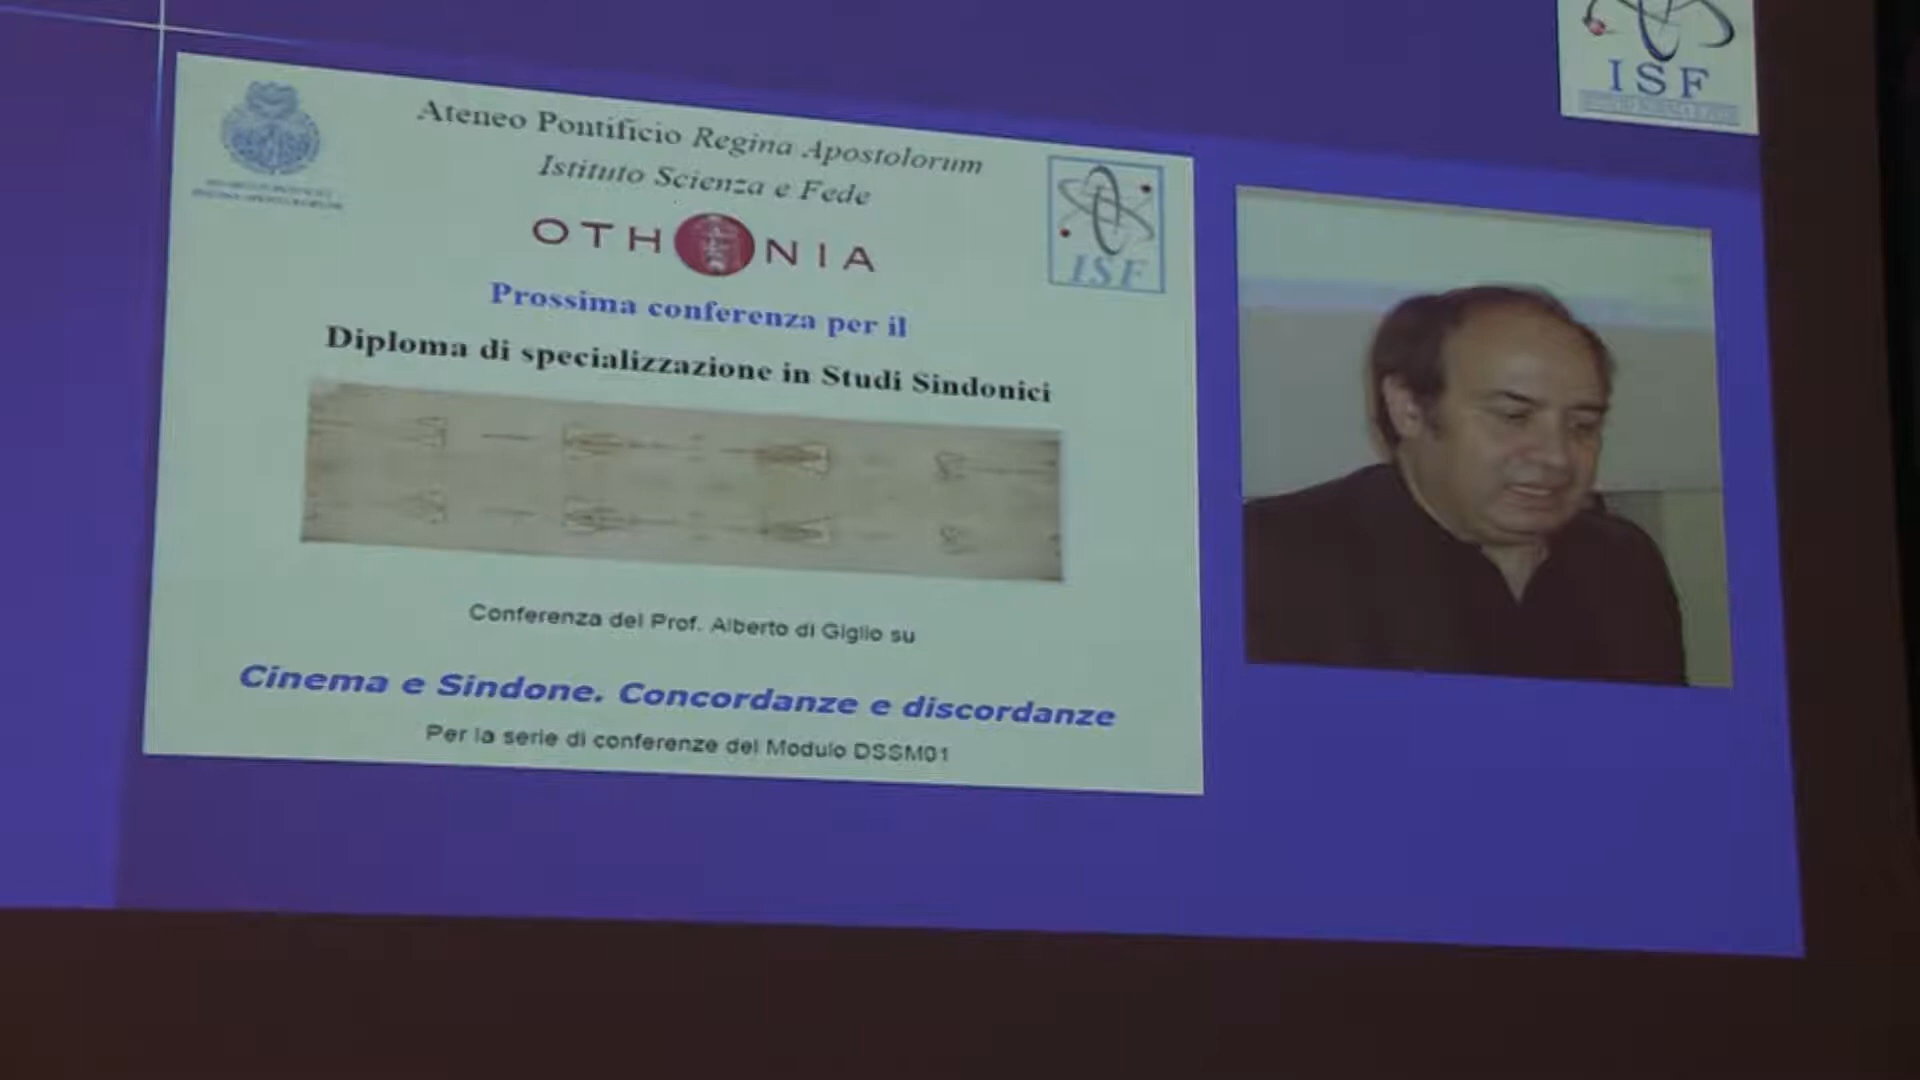 Ateneo Pontificio Regina Apostolorum
Istituto Scienza e Fede
OTHONIA
ISF
Prossima conferenza per il
Diploma di specializzazione in Studi Sindonici
Conferenza del Prof. Alberto di Giglio su
Cinema e Sindone. Concordanze e discordanze
Per la serie di conferenze del Modulo DSSM01
ISF